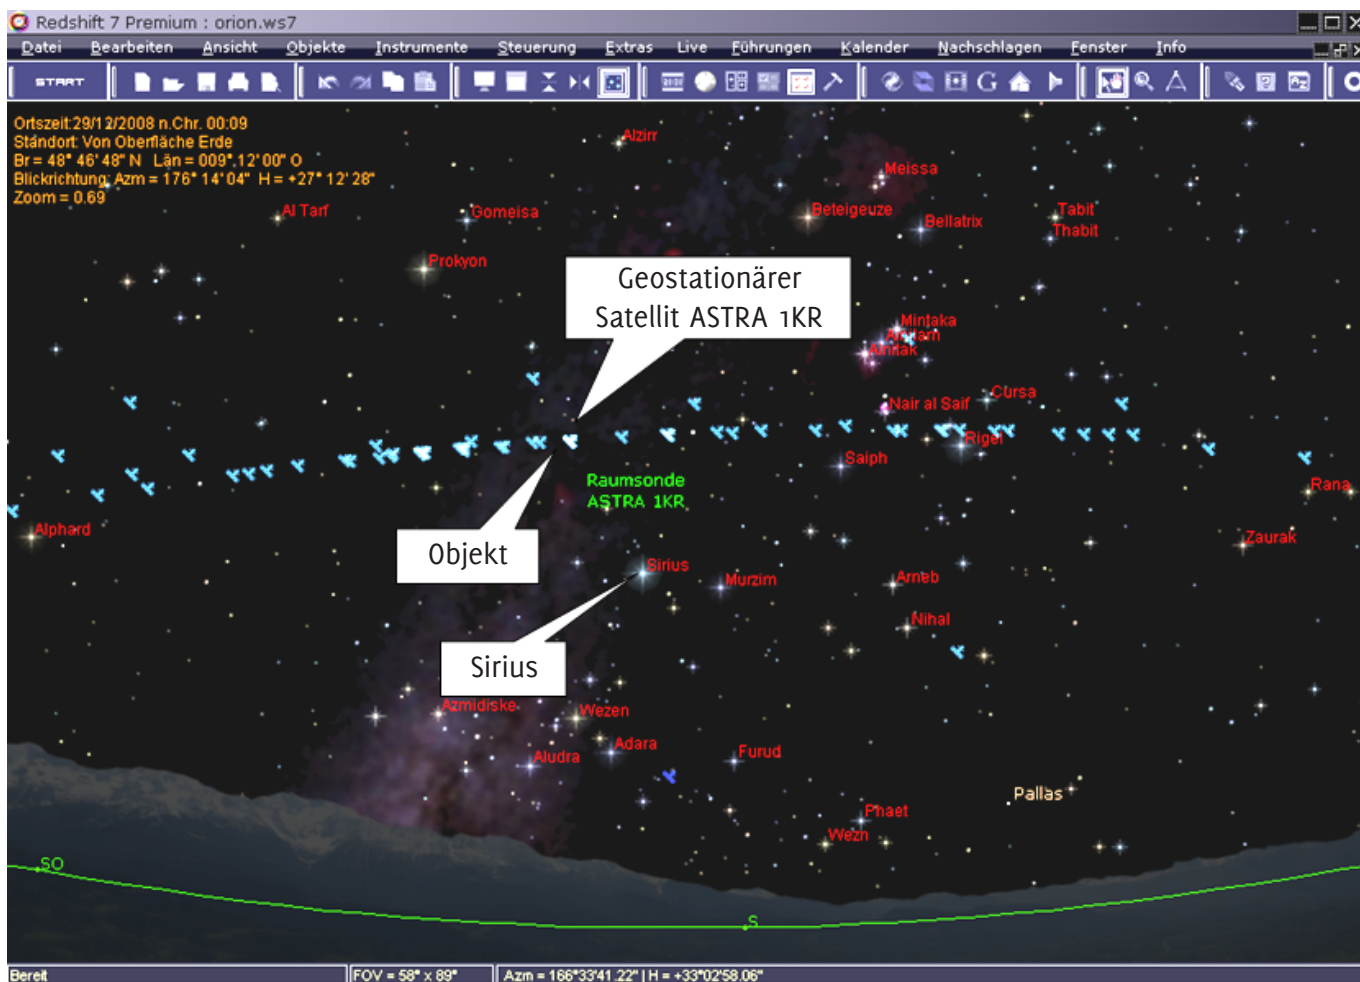 Redshift 7 Premium : orion.ws7
Datei Bearbeiten Ansicht Objekte Instrumente Steuerung Extras Live Führungen Kalender Nachschlagen Fenster Info
START
Ortszeit:29/12/2008 n.Chr. 00:09
Standort: Von Oberfläche Erde
Br = 48° 46' 48" N Län = 009° 12' 00" O
Blickrichtung: Azm = 176° 14' 04" H = +27° 12' 28"
Zoom = 0.69
Alzirr
Meissa
Al Tarf
Gomeisa
Beteigeuze
Bellatrix
Tabit
Thabit
Prokyon
Geostationärer
Satellit ASTRA 1KR
Mintaka
Alnilam
Alnitak
Cursa
Nair al Saif
Rigel
Saiph
Raumsonde
ASTRA 1KR
Rana
Alphard
Zaurak
Objekt
Sirius
Murzim
Arneb
Nihal
Sirius
Azmidiske
Wezen
Adara
Aludra
Furud
Pallas
Phaet
Wezn
SO
S
Bereit FOV = 58° x 89° Azm = 166°33'41.22" | H = +33°02'58.06"